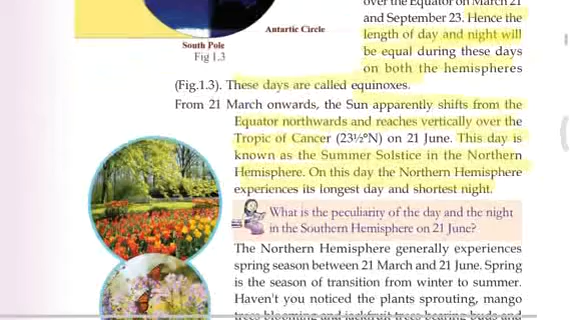 over the Equator on March 21
and September 23. Hence the
Antartic Circle
length of day and night will
South Pole
be equal during these days
Fig 1.3
on both the hemispheres
(Fig.1.3). These days are called equinoxes.
From 21 March onwards, the Sun apparently shifts from the
Equator northwards and reaches vertically over the
Tropic of Cancer (23½°N) on 21 June. This day is
known as the Summer Solstice in the Northern
Hemisphere. On this day the Northern Hemisphere
experiences its longest day and shortest night.
What is the peculiarity of the day and the night
in the Southern Hemisphere on 21 June?
The Northern Hemisphere generally experiences
spring season between 21 March and 21 June. Spring
is the season of transition from winter to summer.
Haven't you noticed the plants sprouting, mango
trees blooming and jackfruit trees bearing buds and